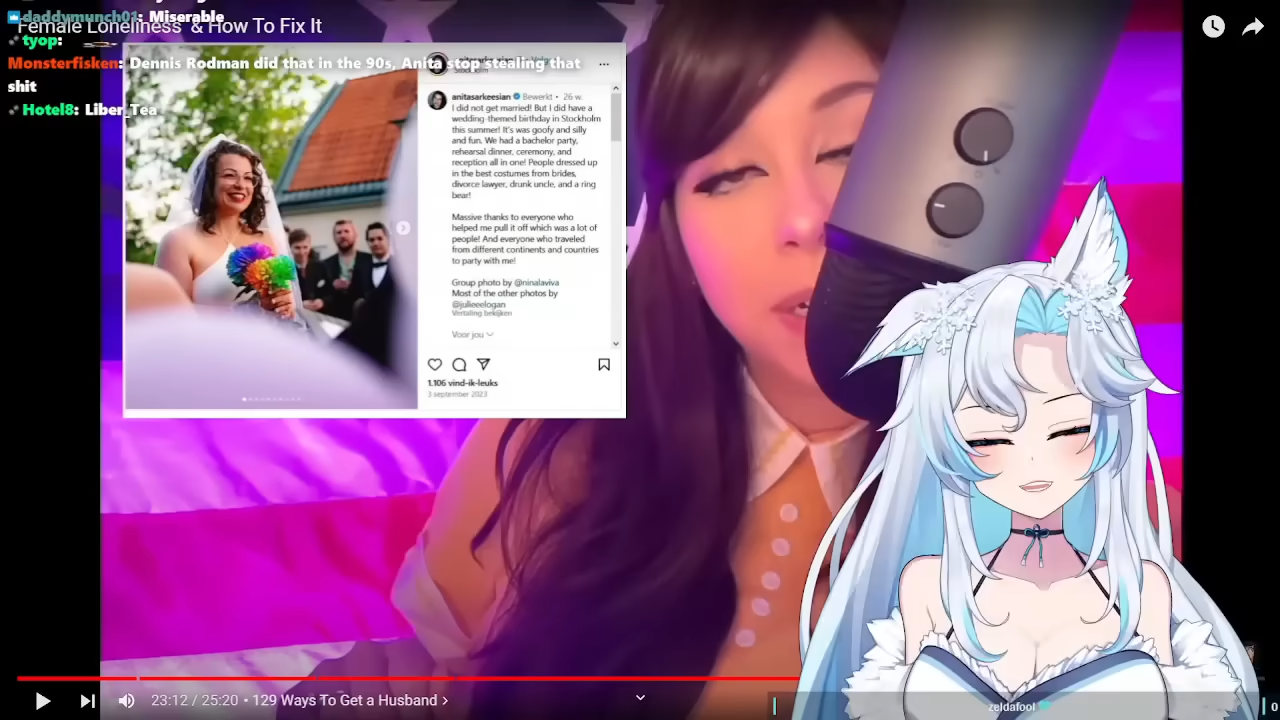 daddymunch01: Miserable
Female Loneliness' & How To Fix It
tyop:
Monsterfisken: Dennis Rodman did that in the 90s, Anita stop stealing that
shit
Hotel8: Liber_Tea
Stockholm
anitasarkeesian Bewerkt • 26 w.
I did not get married! But I did have a
wedding-themed birthday in Stockholm
this summer! It's was goofy and silly
and fun. We had a bachelor party,
rehearsal dinner, ceremony, and
reception all in one! People dressed up
in the best costumes from brides,
divorce lawyer, drunk uncle, and a ring
bear!
Massive thanks to everyone who
helped me pull it off which was a lot of
people! And everyone who traveled
from different continents and countries
to party with me!
Group photo by @ninalaviva
Most of the other photos by
@julieeelogan
Vertaling bekijken
Voor jou
1.106 vind-ik-leuks
3 september 2023
23:12 / 25:20 • 129 Ways To Get a Husband
zeldafool
0